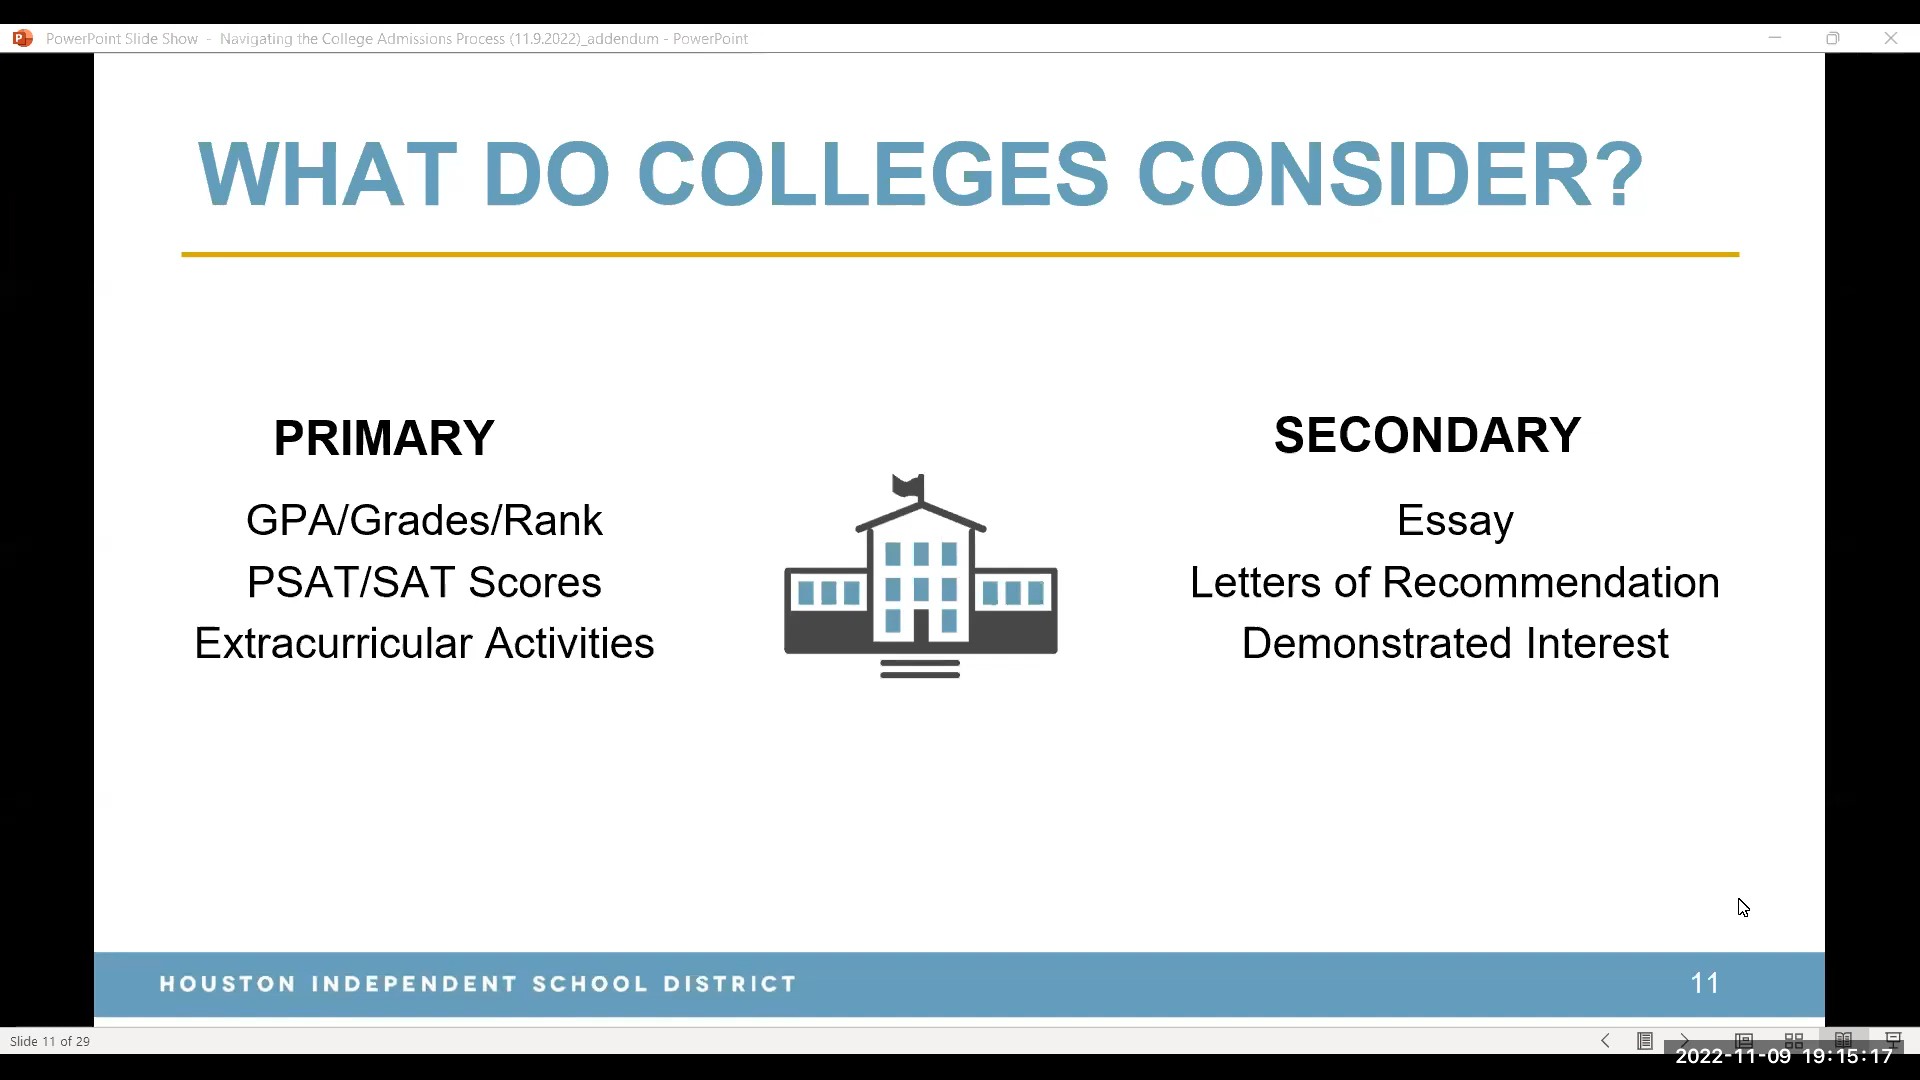 PowerPoint Slide Show - Navigating the College Admissions Process (11.9.2022)_addendum - PowerPoint
WHAT DO COLLEGES CONSIDER?
PRIMARY
GPA/Grades/Rank
PSAT/SAT Scores
Extracurricular Activities
SECONDARY
Essay
Letters of Recommendation
Demonstrated Interest
HOUSTON INDEPENDENT SCHOOL DISTRICT
11
Slide 11 of 29
2022-11-09 19:15:17